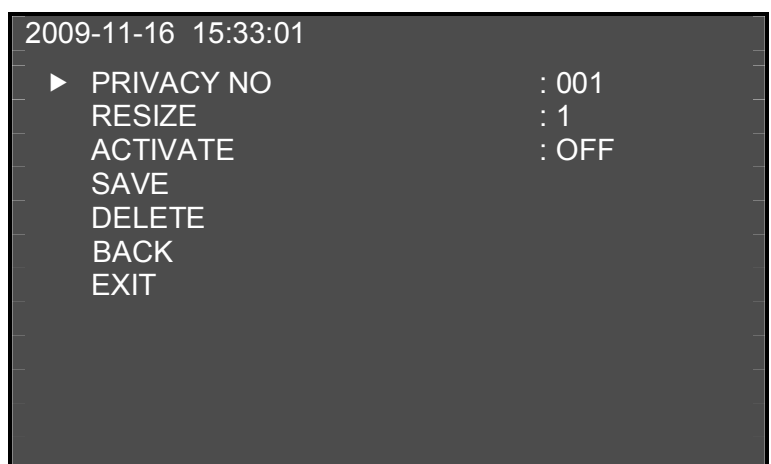 2009-11-16 15:33:01
▶ PRIVACY NO : 001
RESIZE : 1
ACTIVATE : OFF
SAVE
DELETE
BACK
EXIT